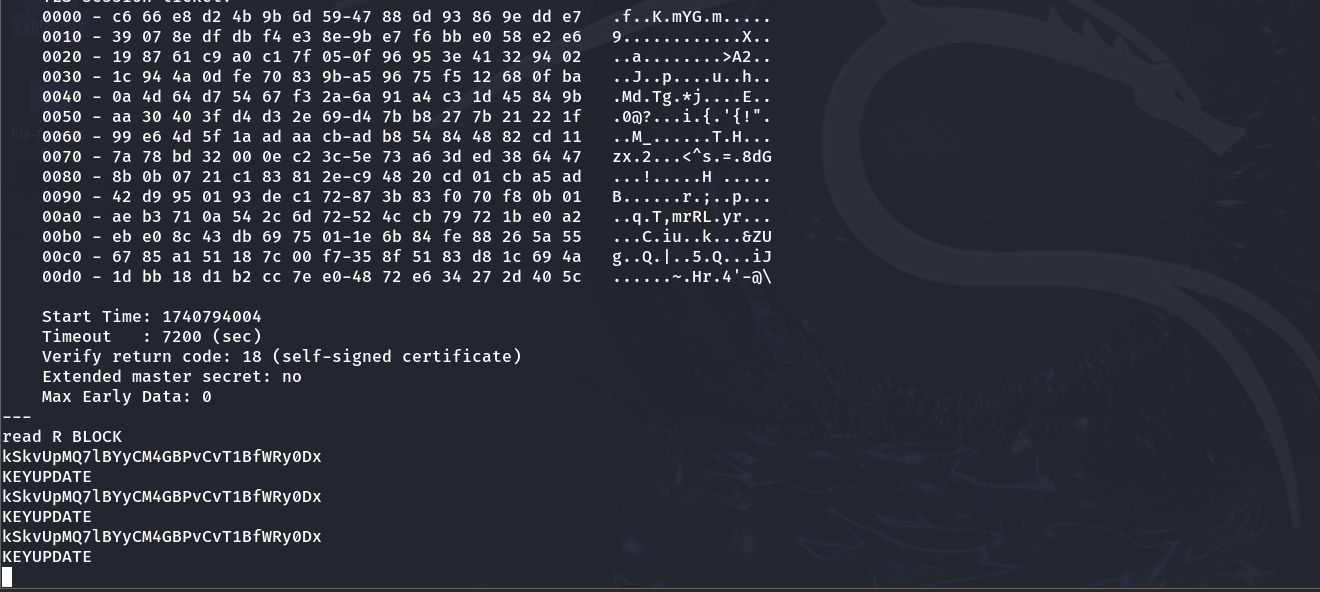 0000 - c6 66 e8 d2 4b 9b 6d 59-47 88 6d 93 86 9e dd e7   .f..K.mYG.m.....
0010 - 39 07 8e df db f4 e3 8e-9b e7 f6 bb e0 58 e2 e6   9............X..
0020 - 19 87 61 c9 a0 c1 7f 05-0f 96 95 3e 41 32 94 02   ..a........>A2..
0030 - 1c 94 4a 0d fe 70 83 9b-a5 96 75 f5 12 68 0f ba   ..J..p....u..h..
0040 - 0a 4d 64 d7 54 67 f3 2a-6a 91 a4 c3 1d 45 84 9b   .Md.Tg.*j....E..
0050 - aa 30 40 3f d4 d3 2e 69-d4 7b b8 27 7b 21 22 1f   .0@?...i.{.'{!".
0060 - 99 e6 4d 5f 1a ad aa cb-ad b8 54 84 48 82 cd 11   ..M_......T.H...
0070 - 7a 78 bd 32 00 0e c2 3c-5e 73 a6 3d ed 38 64 47   zx.2...<^s.=.8dG
0080 - 8b 0b 07 21 c1 83 81 2e-c9 48 20 cd 01 cb a5 ad   ...!.....H .....
0090 - 42 d9 95 01 93 de c1 72-87 3b 83 f0 70 f8 0b 01   B......r.;..p...
00a0 - ae b3 71 0a 54 2c 6d 72-52 4c cb 79 72 1b e0 a2   ..q.T,mrRL.yr...
00b0 - eb e0 8c 43 db 69 75 01-1e 6b 84 fe 88 26 5a 55   ...C.iu..k...&ZU
00c0 - 67 85 a1 51 18 7c 00 f7-35 8f 51 83 d8 1c 69 4a   g..Q.|..5.Q...iJ
00d0 - 1d bb 18 d1 b2 cc 7e e0-48 72 e6 34 27 2d 40 5c   ......~.Hr.4'-@\
Start Time: 1740794004
Timeout   : 7200 (sec)
Verify return code: 18 (self-signed certificate)
Extended master secret: no
Max Early Data: 0
---
read R BLOCK
kSkvUpMQ7lBYyCM4GBPvCvT1BfWRy0Dx
KEYUPDATE
kSkvUpMQ7lBYyCM4GBPvCvT1BfWRy0Dx
KEYUPDATE
kSkvUpMQ7lBYyCM4GBPvCvT1BfWRy0Dx
KEYUPDATE